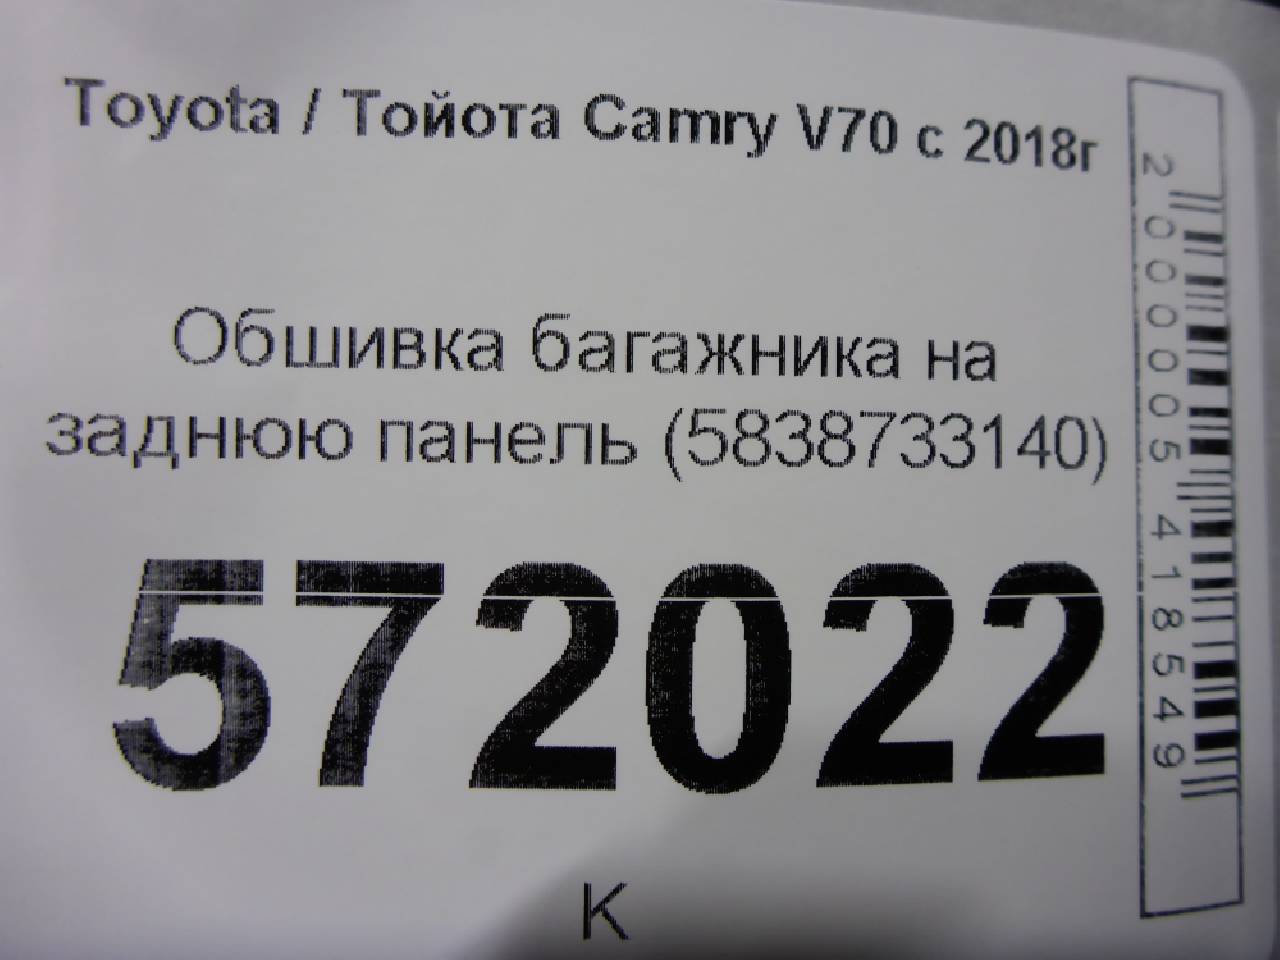 Toyota / Тойота Camry V70 с 2018г
Обшивка багажника на
заднюю панель (5838733140)
572022
К
2000005418549